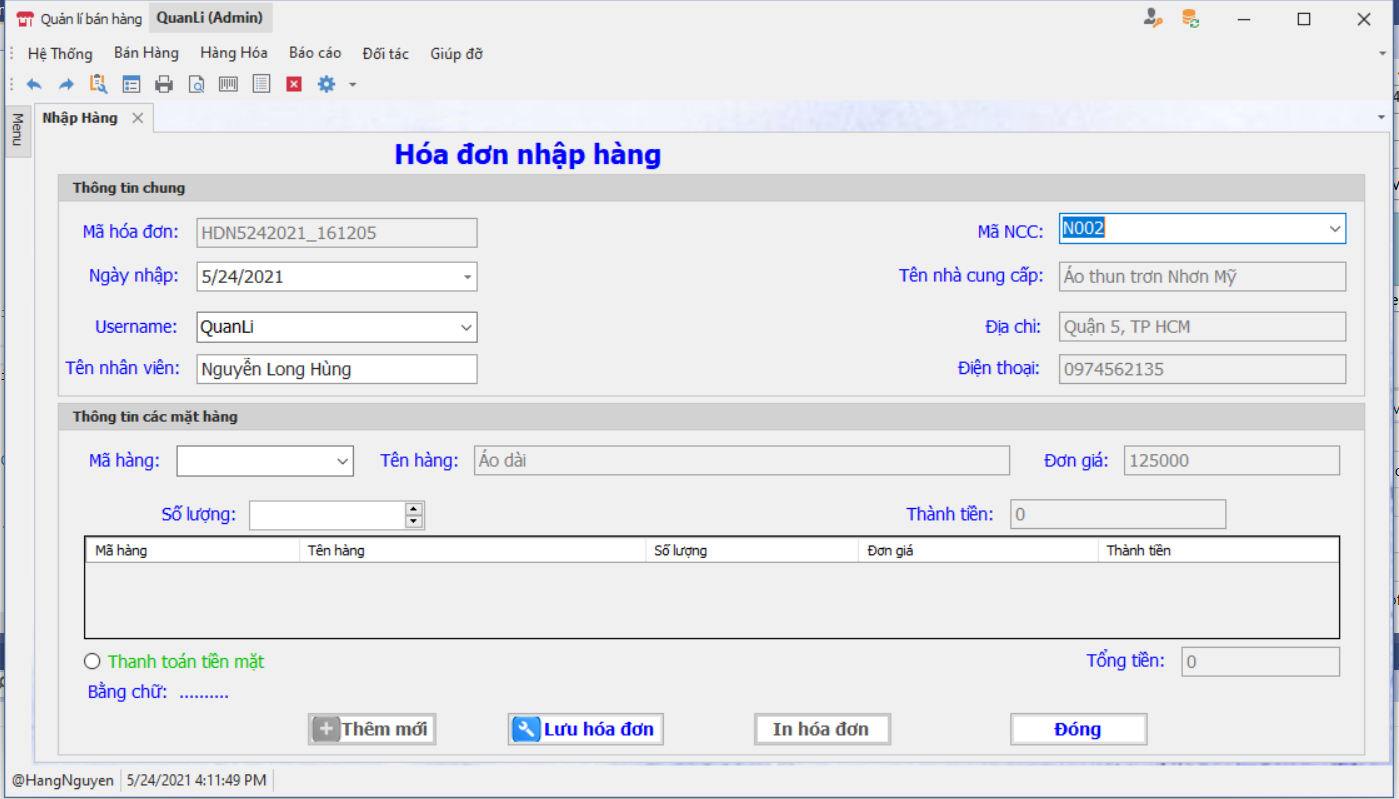 Quản lí bán hàng QuanLi (Admin)
Hệ Thống Bán Hàng Hàng Hóa Báo cáo Đối tác Giúp đỡ
Menu
Nhập Hàng
Hóa đơn nhập hàng
Thông tin chung
Mã hóa đơn: HDN5242021_161205 Mã NCC: N002
Ngày nhập: 5/24/2021 Tên nhà cung cấp: Áo thun trơn Nhơn Mỹ
Username: QuanLi Địa chỉ: Quận 5, TP HCM
Tên nhân viên: Nguyễn Long Hùng Điện thoại: 0974562135
Thông tin các mặt hàng
Mã hàng: Tên hàng: Áo dài Đơn giá: 125000
Số lượng: Thành tiền: 0
Mã hàng Tên hàng Số lượng Đơn giá Thành tiền
Thanh toán tiền mặt Tổng tiền: 0
Bằng chữ: ..........
Thêm mới Lưu hóa đơn In hóa đơn Đóng
@HangNguyen 5/24/2021 4:11:49 PM